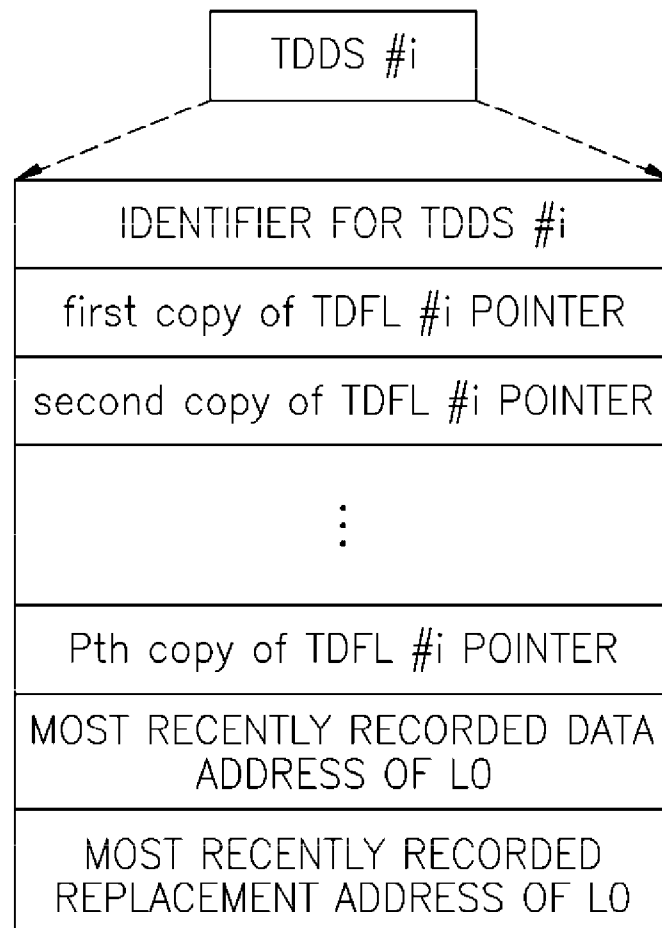 TDDS #i
IDENTIFIER FOR TDDS #i
first copy of TDFL #i POINTER
second copy of TDFL #i POINTER
⋮
Pth copy of TDFL #i POINTER
MOST RECENTLY RECORDED DATA
ADDRESS OF L0
MOST RECENTLY RECORDED
REPLACEMENT ADDRESS OF L0